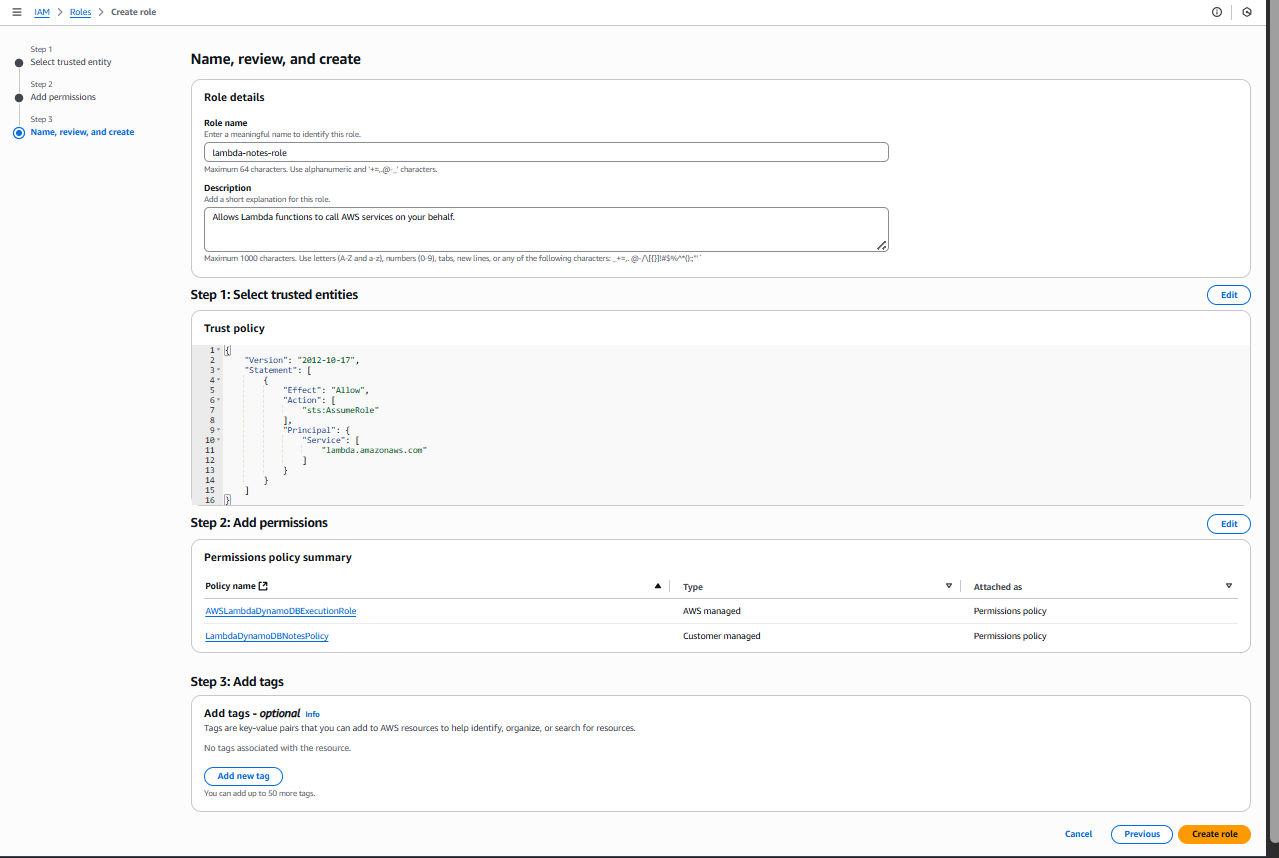 IAM > Roles > Create role
Step 1
Select trusted entity
Step 2
Add permissions
Step 3
Name, review, and create
Name, review, and create
Role details
Role name
Enter a meaningful name to identify this role.
lambda-notes-role
Maximum 64 characters. Use alphanumeric and '+=,.@-_' characters.
Description
Add a short explanation for this role.
Allows Lambda functions to call AWS services on your behalf.
Maximum 1000 characters. Use letters (A-Z and a-z), numbers (0-9), tabs, new lines, or any of the following characters:
Step 1: Select trusted entities
Edit
Trust policy
1 {
2 "Version": "2012-10-17",
3 "Statement": [
4 {
5 "Effect": "Allow",
6 "Action": [
7 "sts:AssumeRole"
8 ],
9 "Principal": {
10 "Service": [
11 "lambda.amazonaws.com"
12 ]
13 }
14 }
15 ]
16 }
Step 2: Add permissions
Edit
Permissions policy summary
Policy name Type Attached as
AWSLambdaDynamoDBExecutionRole AWS managed Permissions policy
LambdaDynamoDBNotesPolicy Customer managed Permissions policy
Step 3: Add tags
Add tags - optional Info
Tags are key-value pairs that you can add to AWS resources to help identify, organize, or search for resources.
No tags associated with the resource.
Add new tag
You can add up to 50 more tags.
Cancel Previous Create role